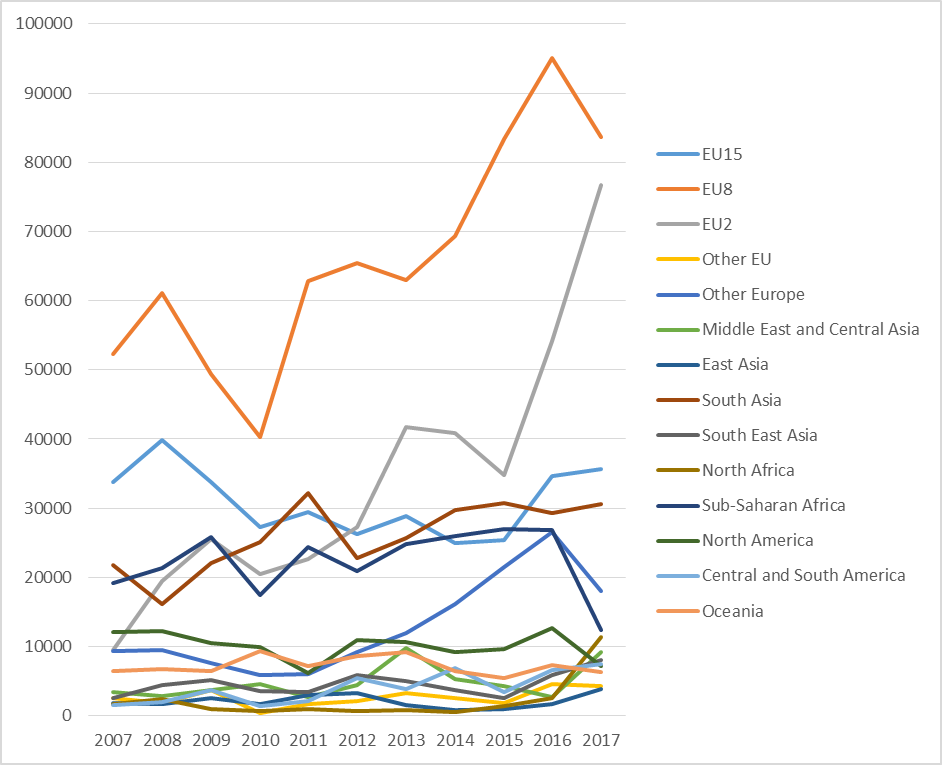 100000
90000
80000
70000
60000
50000
40000
30000
20000
10000
0
2007 2008 2009 2010 2011 2012 2013 2014 2015 2016 2017
EU15
EU8
EU2
Other EU
Other Europe
Middle East and Central Asia
East Asia
South Asia
South East Asia
North Africa
Sub-Saharan Africa
North America
Central and South America
Oceania